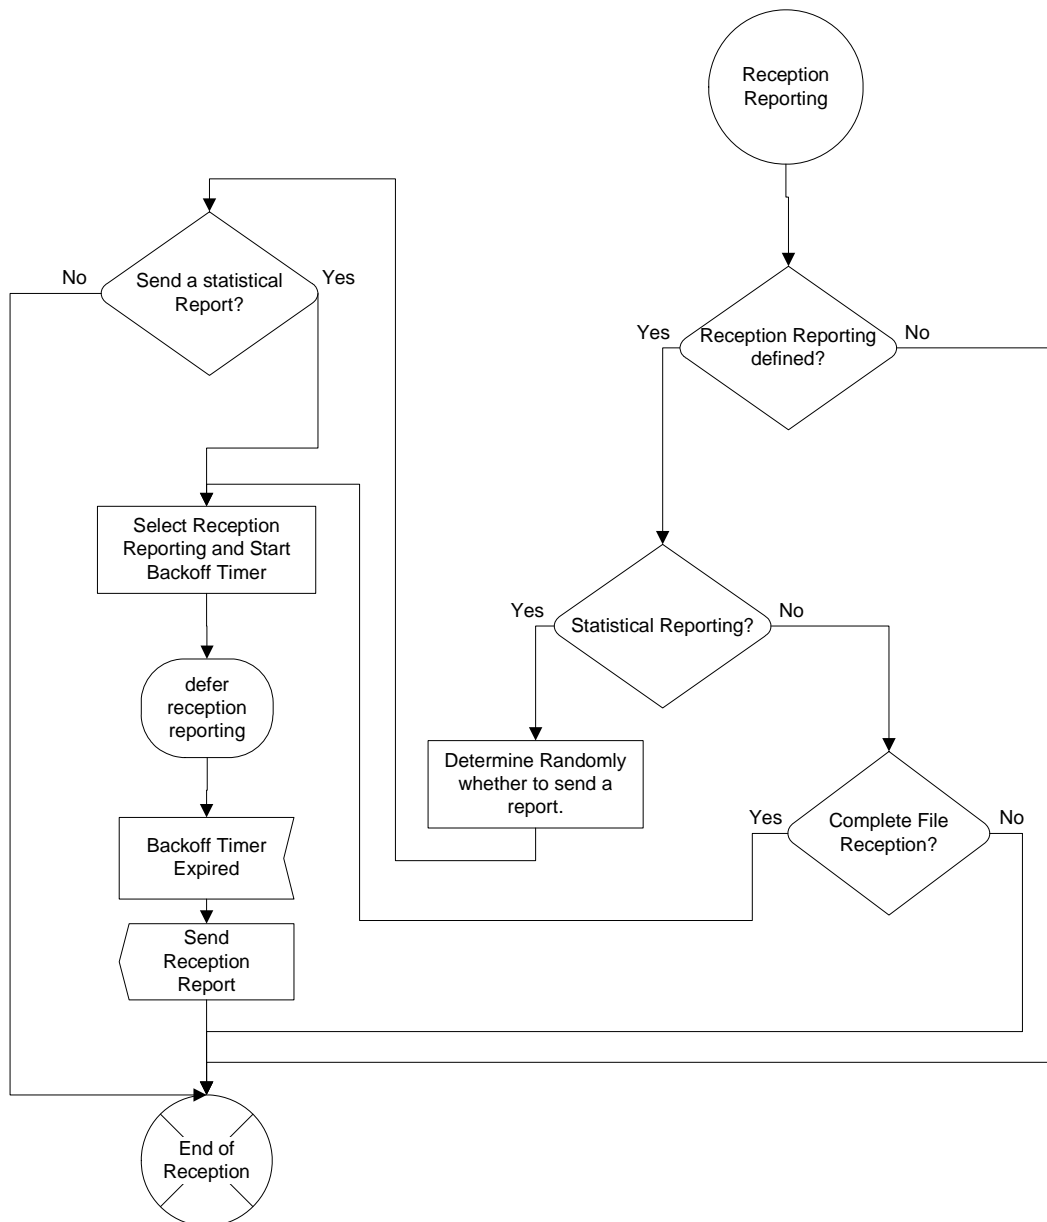 Reception
Reporting
No
Send a statistical
Report?
Yes
Yes
Reception Reporting
defined?
No
Select Reception
Reporting and Start
Backoff Timer
Yes
Statistical Reporting?
No
defer
reception
reporting
Determine Randomly
whether to send a
report.
Yes
Complete File
Reception?
No
Backoff Timer
Expired
Send
Reception
Report
End of
Reception